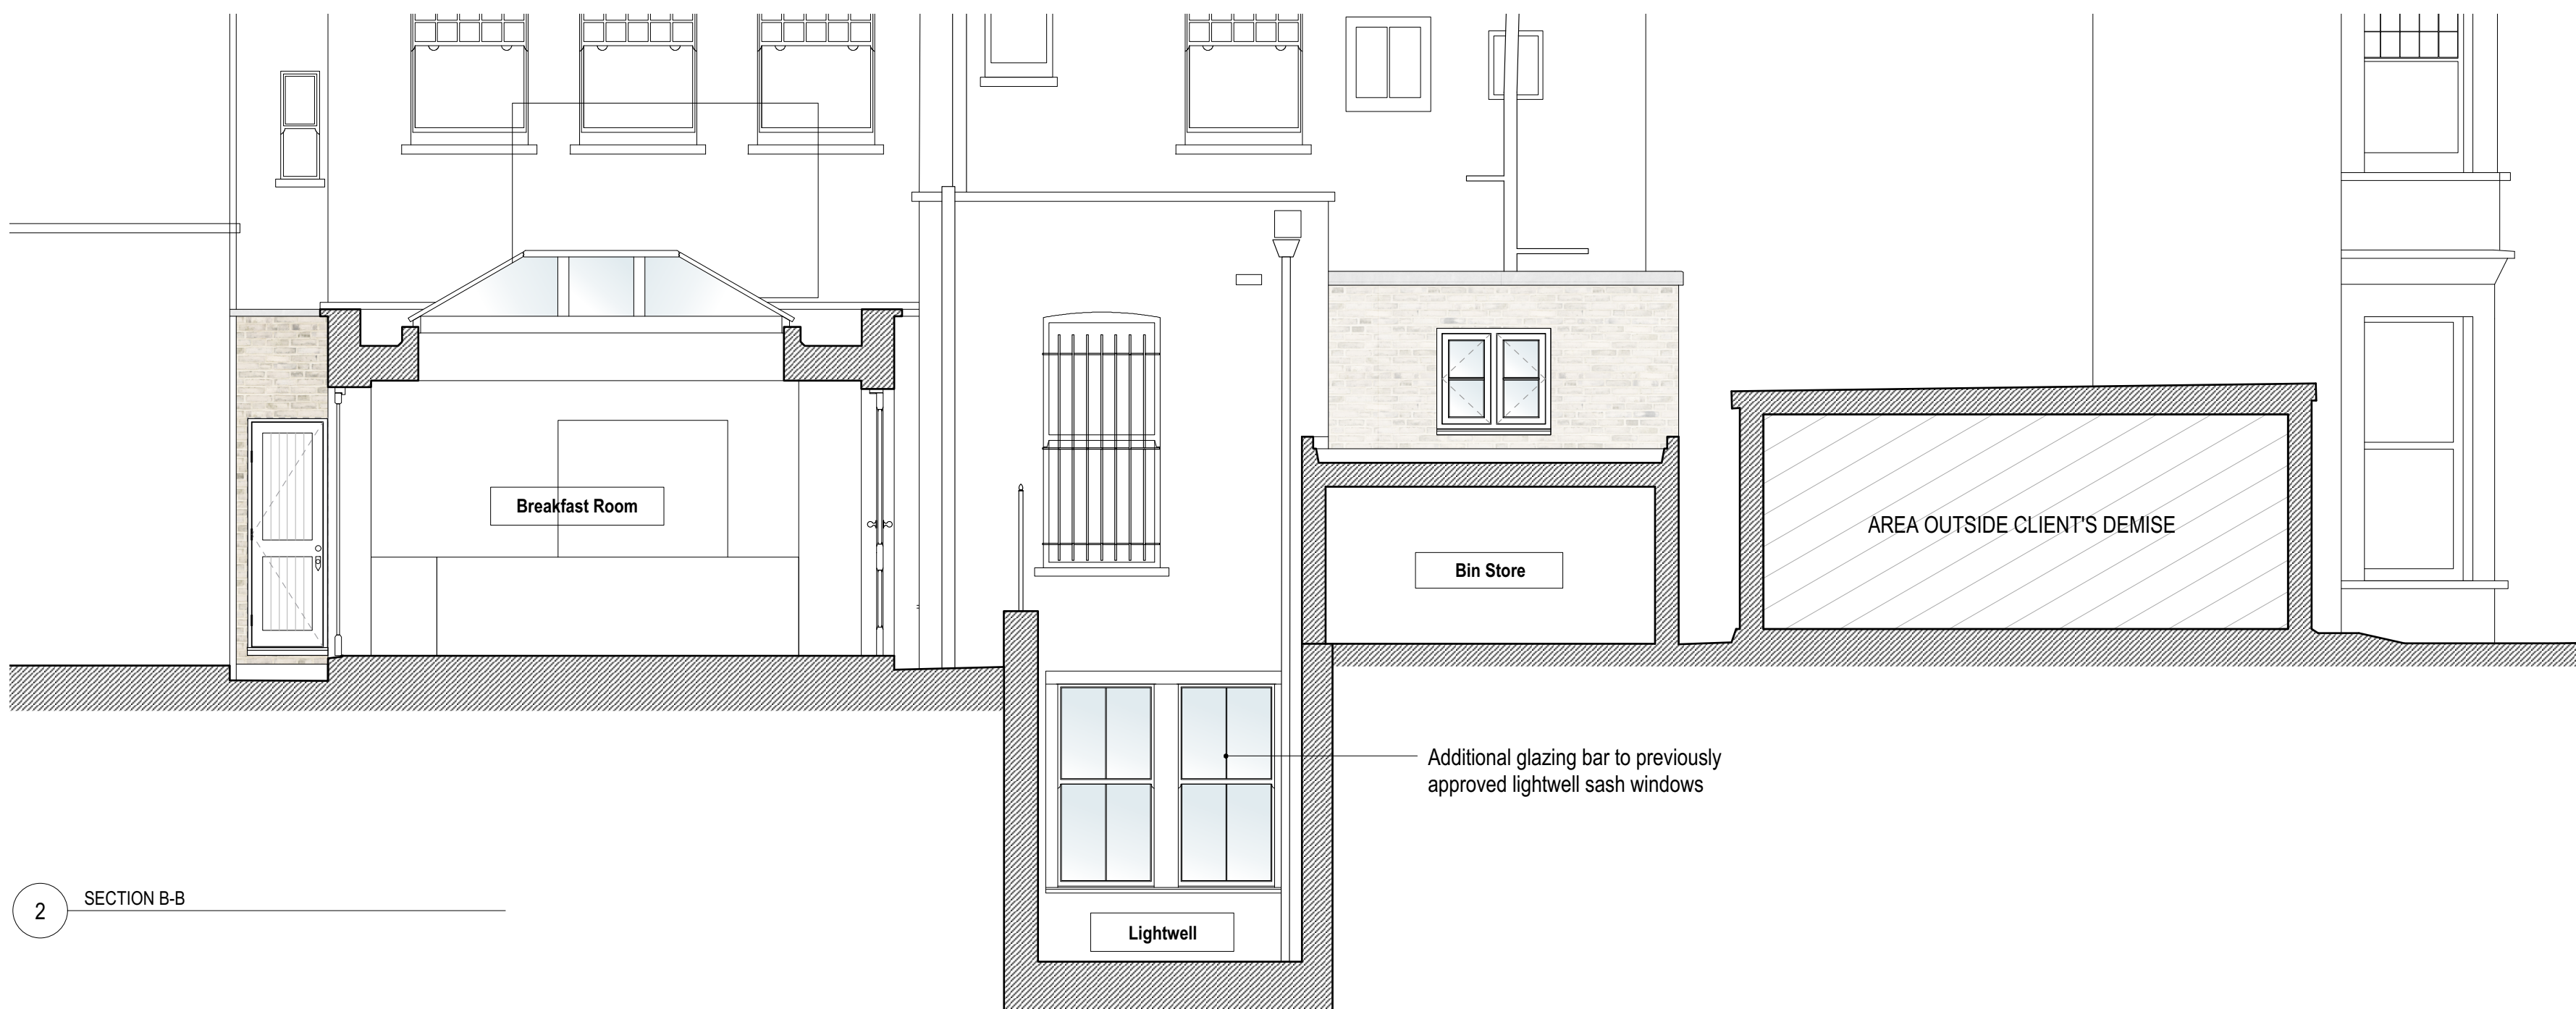 Breakfast Room
AREA OUTSIDE CLIENT'S DEMISE
Bin Store
Additional glazing bar to previously
approved lightwell sash windows
2
SECTION B-B
Lightwell